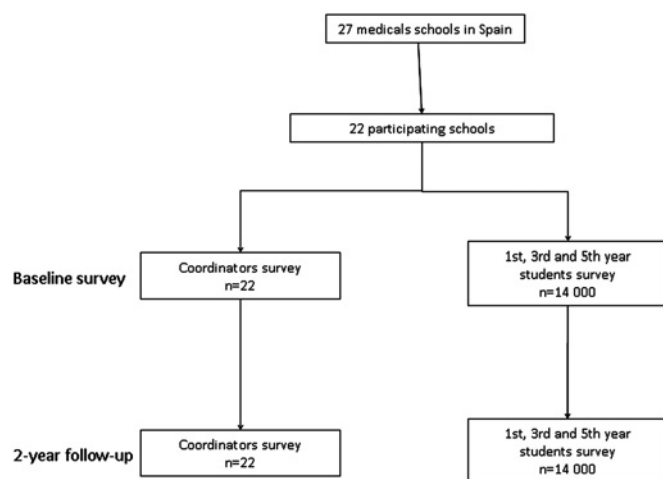 27 medicals schools in Spain
22 participating schools
Baseline survey
Coordinators survey
n=22
1st, 3rd and 5th year
students survey
n=14 000
2-year follow-up
Coordinators survey
n=22
1st, 3rd and 5th year
students survey
n=14 000